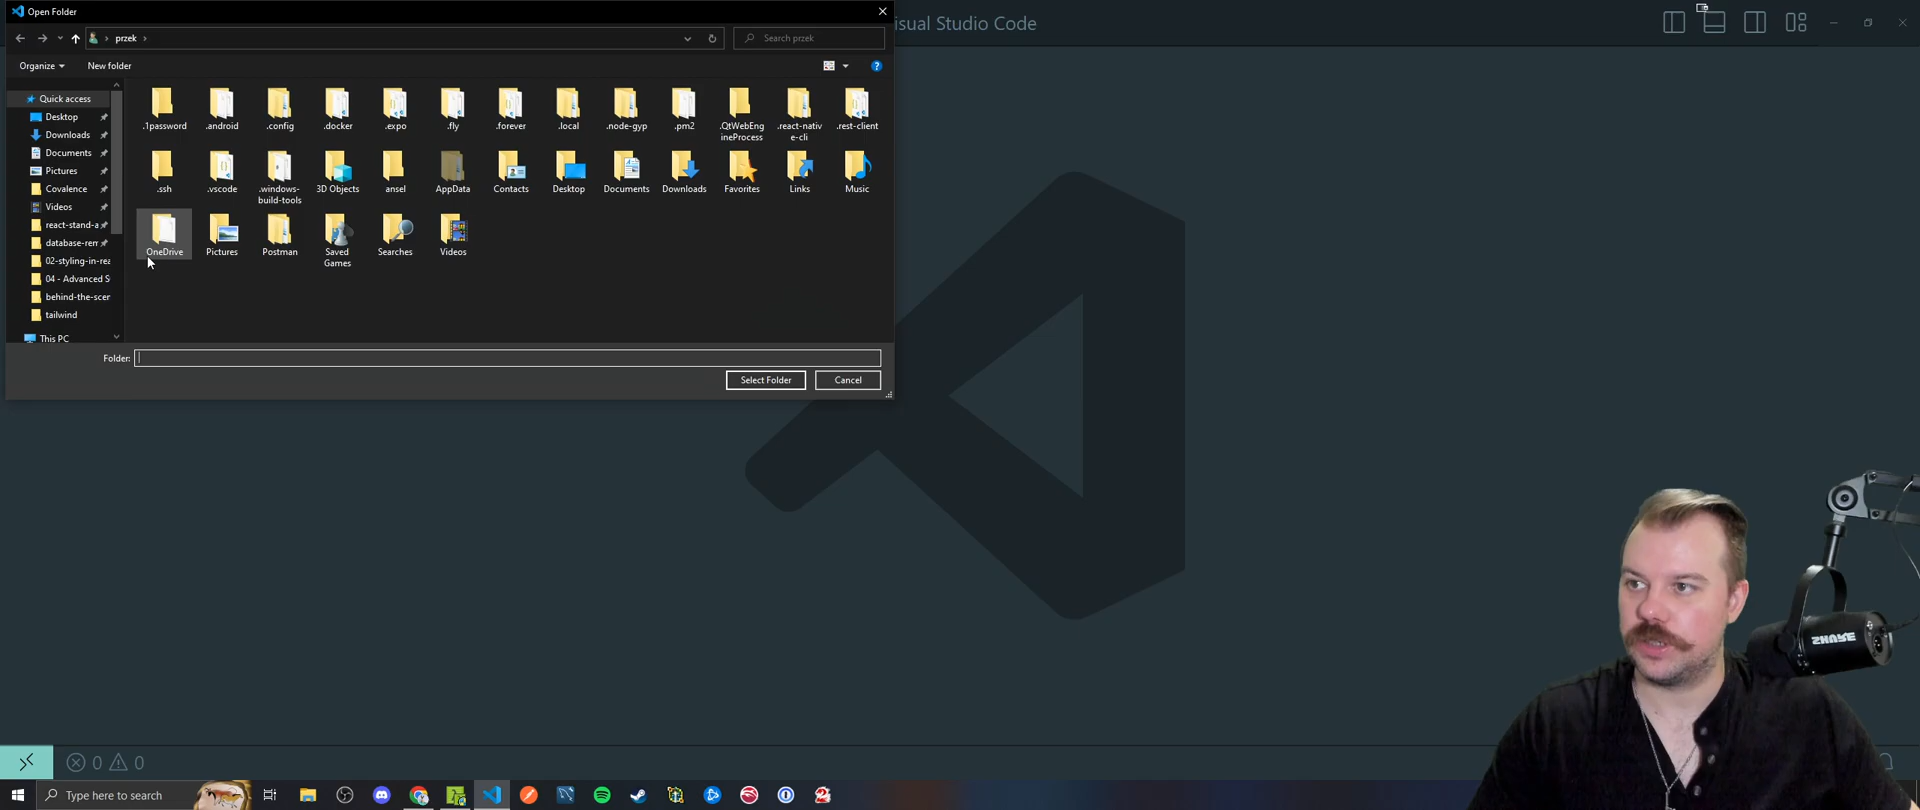 Open Folder
isual Studio Code
przek
Search przek
Organize
New folder
Quick access
Desktop
Downloads
Documents
Pictures
Covalence
Videos
react-stand-a
database-rem
02-styling-in-rea
04 - Advanced S
behind-the-scer
tailwind
This PC
.1password
.android
.config
.docker
.expo
.fly
.forever
.local
.node-gyp
.pm2
.QtWebEng
ineProcess
.react-nativ
e-cli
.rest-client
.ssh
.vscode
.windows-
build-tools
3D Objects
ansel
AppData
Contacts
Desktop
Documents
Downloads
Favorites
Links
Music
OneDrive
Pictures
Postman
Saved
Games
Searches
Videos
Folder:
Select Folder
Cancel
SHURE
0
0
Type here to search